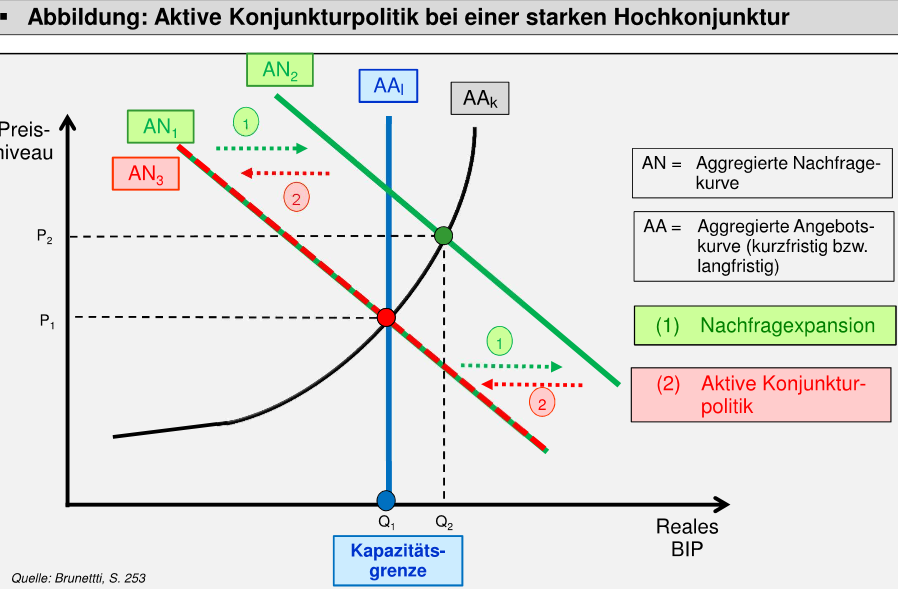 Abbildung: Aktive Konjunkturpolitik bei einer starken Hochkonjunktur
AN₂
AAₗ
AAₖ
AN₁
AN₃
Preis-
niveau
1
2
P₂
P₁
1
2
AN = Aggregierte Nachfrage-
kurve
AA = Aggregierte Angebots-
kurve (kurzfristig bzw.
langfristig)
(1) Nachfragexpansion
(2) Aktive Konjunktur-
politik
Q₁ Q₂
Reales
BIP
Kapazitäts-
grenze
Quelle: Brunettti, S. 253